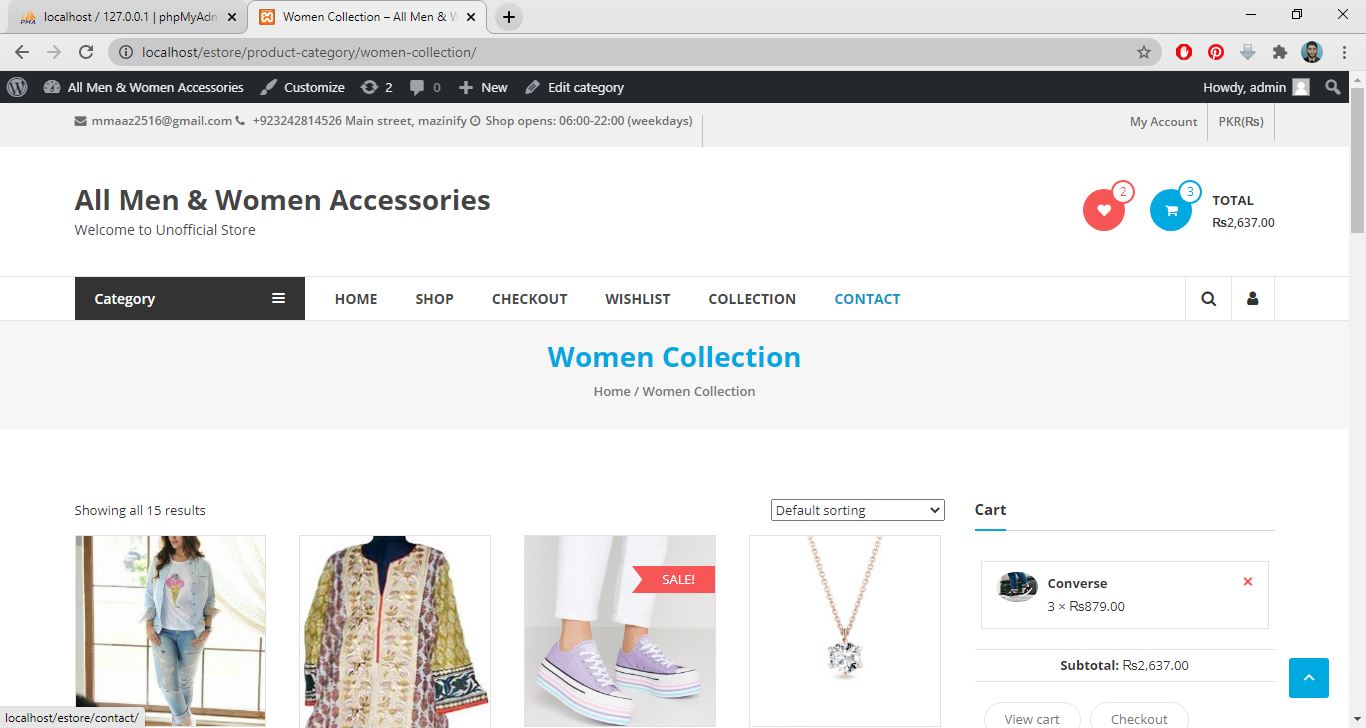 localhost / 127.0.0.1 | phpMyAdm
Women Collection – All Men & W
localhost/estore/product-category/women-collection/
All Men & Women Accessories Customize 2 0 New Edit category Howdy, admin
mmaaz2516@gmail.com +923242814526 Main street, mazinify Shop opens: 06:00-22:00 (weekdays) My Account PKR(₨)
All Men & Women Accessories
Welcome to Unofficial Store
2
3
TOTAL
₨2,637.00
Category HOME SHOP CHECKOUT WISHLIST COLLECTION CONTACT
Women Collection
Home / Women Collection
Showing all 15 results Default sorting
SALE!
Cart
Converse
3 × ₨879.00
Subtotal: ₨2,637.00
View cart Checkout
localhost/estore/contact/